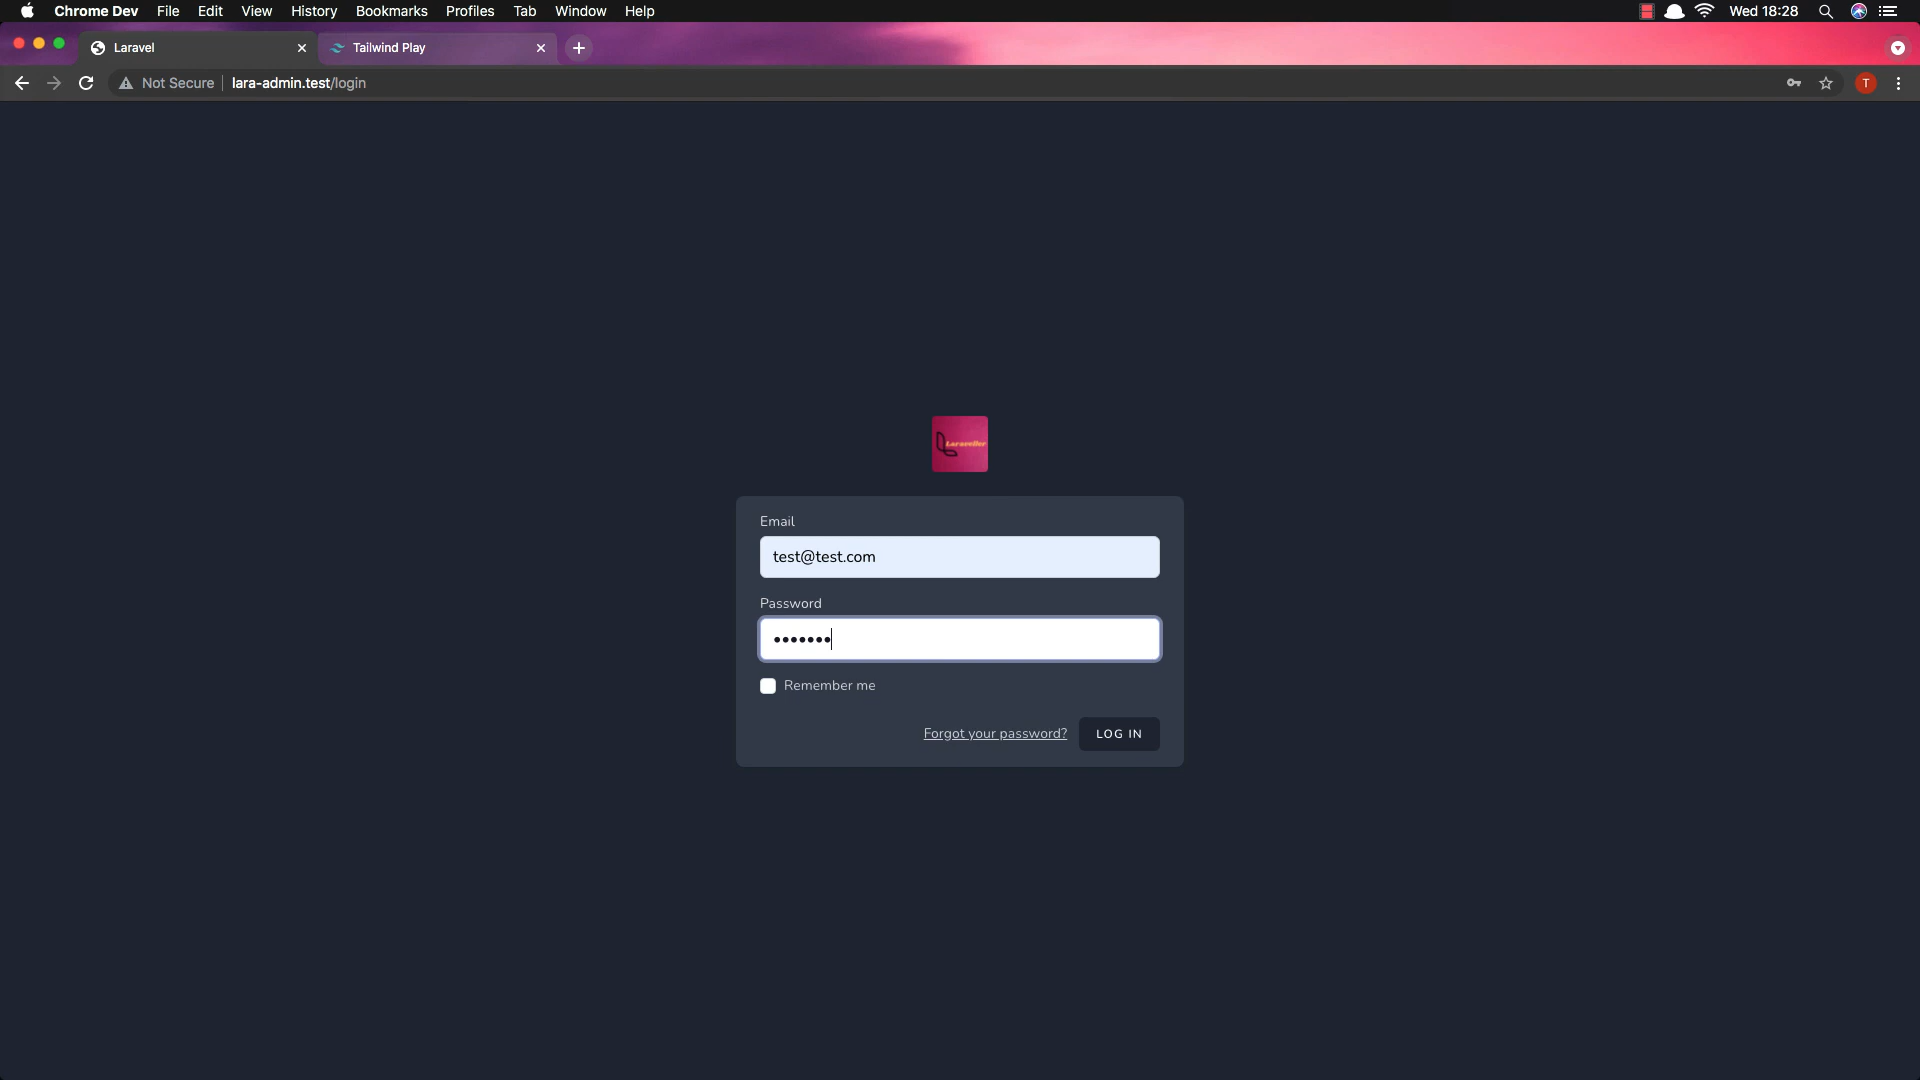 Chrome Dev File Edit View History Bookmarks Profiles Tab Window Help Wed 18:28
Laravel Tailwind Play
Not Secure lara-admin.test/login T
Laraveller
Email
test@test.com
Password
•••••••
Remember me
Forgot your password? LOG IN